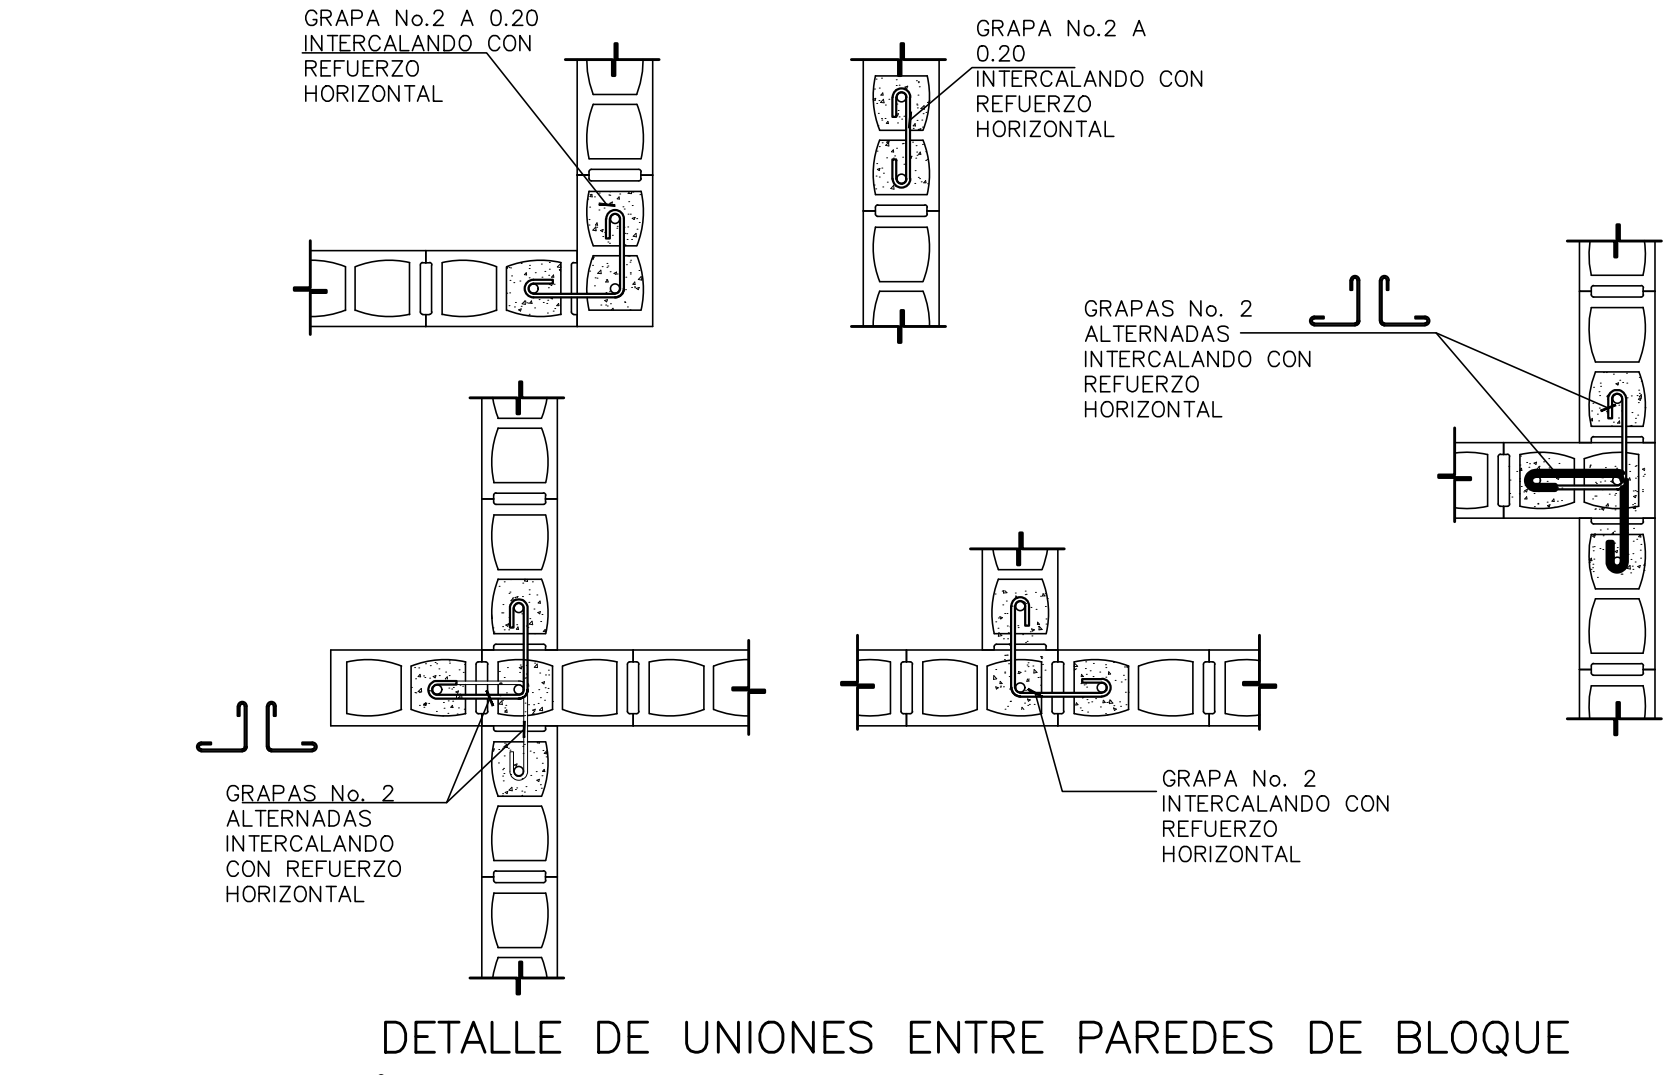 GRAPA No.2 A 0.20
INTERCALANDO CON
REFUERZO
HORIZONTAL
GRAPA No.2 A
0.20
INTERCALANDO CON
REFUERZO
HORIZONTAL
GRAPAS No. 2
ALTERNADAS
INTERCALANDO CON
REFUERZO
HORIZONTAL
GRAPAS No. 2
ALTERNADAS
INTERCALANDO
CON REFUERZO
HORIZONTAL
GRAPA No. 2
INTERCALANDO CON
REFUERZO
HORIZONTAL
DETALLE DE UNIONES ENTRE PAREDES DE BLOQUE